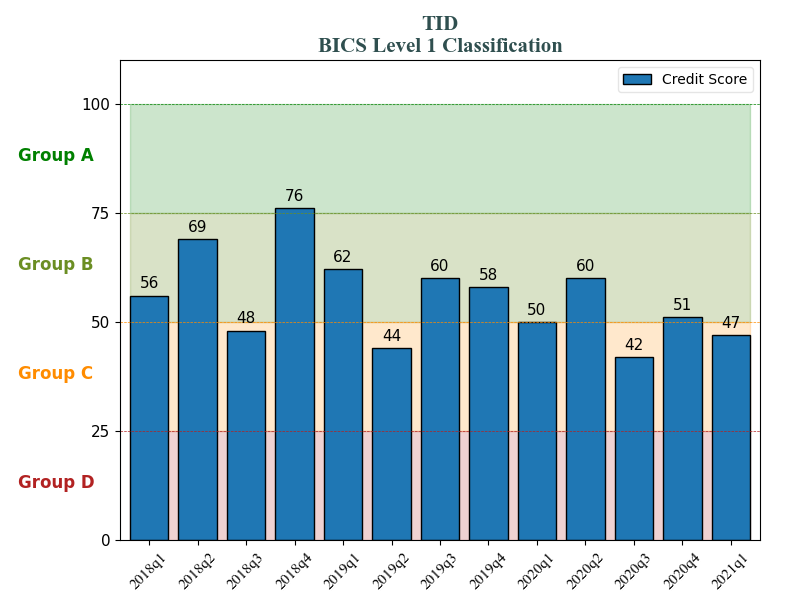 TID
BICS Level 1 Classification
Credit Score
100
Group A
76
75
69
Group B
62
60
58
60
56
50
51
50
48
47
44
42
Group C
25
Group D
0
2018q1
2018q2
2018q3
2018q4
2019q1
2019q2
2019q3
2019q4
2020q1
2020q2
2020q3
2020q4
2021q1